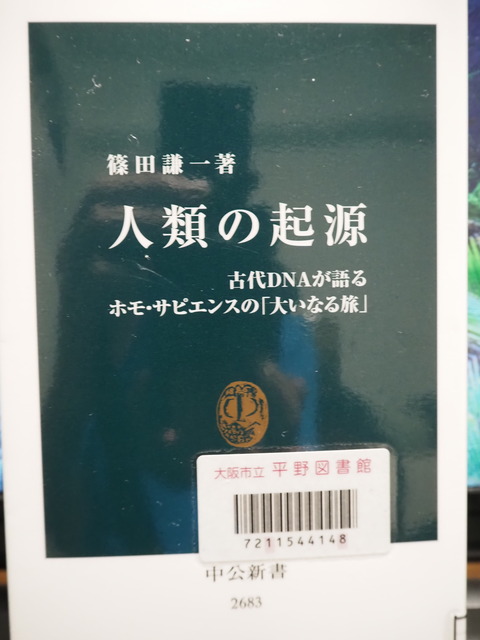 篠田謙一著
人類の起源
古代DNAが語る
ホモ・サピエンスの「大いなる旅」
大阪市立 平野図書館
7211544148
中公新書
2683